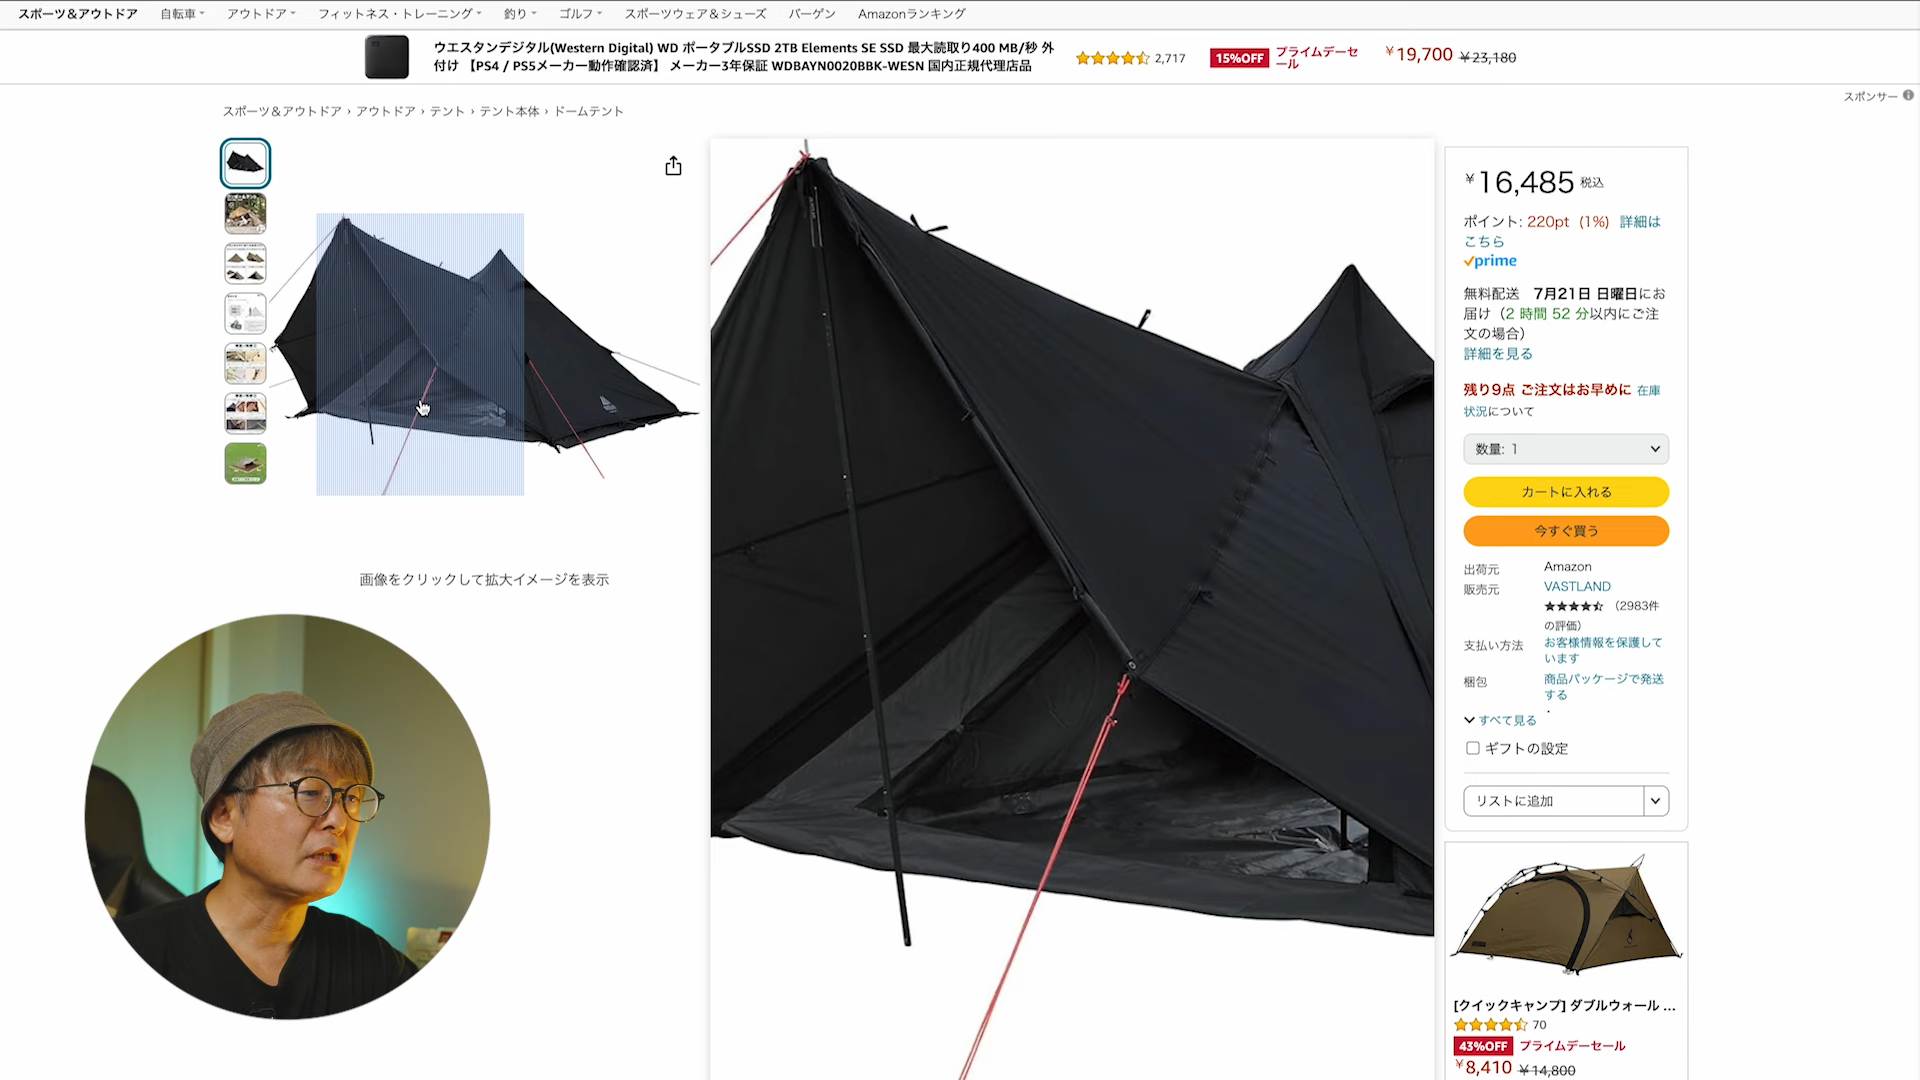 スポーツ＆アウトドア 自転車 アウトドア フィットネス・トレーニング 釣り ゴルフ スポーツウェア＆シューズ バーゲン Amazonランキング
ウエスタンデジタル(Western Digital) WD ポータブルSSD 2TB Elements SE SSD 最大読取り400 MB/秒 外
付け 【PS4 / PS5メーカー動作確認済】 メーカー3年保証 WDBAYN0020BBK-WESN 国内正規代理店品
2,717
15%OFF
プライムデーセ
ール
¥19,700 ¥23,180
スポンサー
スポーツ＆アウトドア › アウトドア › テント › テント本体 › ドームテント
画像をクリックして拡大イメージを表示
¥16,485 税込
ポイント: 220pt (1%) 詳細は
こちら
prime
無料配送 7月21日 日曜日にお
届け（2 時間 52 分以内にご注
文の場合）
詳細を見る
残り9点 ご注文はお早めに 在庫
状況について
数量: 1
カートに入れる
今すぐ買う
出荷元 Amazon
販売元 VASTLAND
（2983件
の評価）
支払い方法 お客様情報を保護して
います
梱包 商品パッケージで発送
する
すべて見る
ギフトの設定
リストに追加
[クイックキャンプ] ダブルウォール ...
70
43%OFF プライムデーセール
¥8,410 ¥14,800